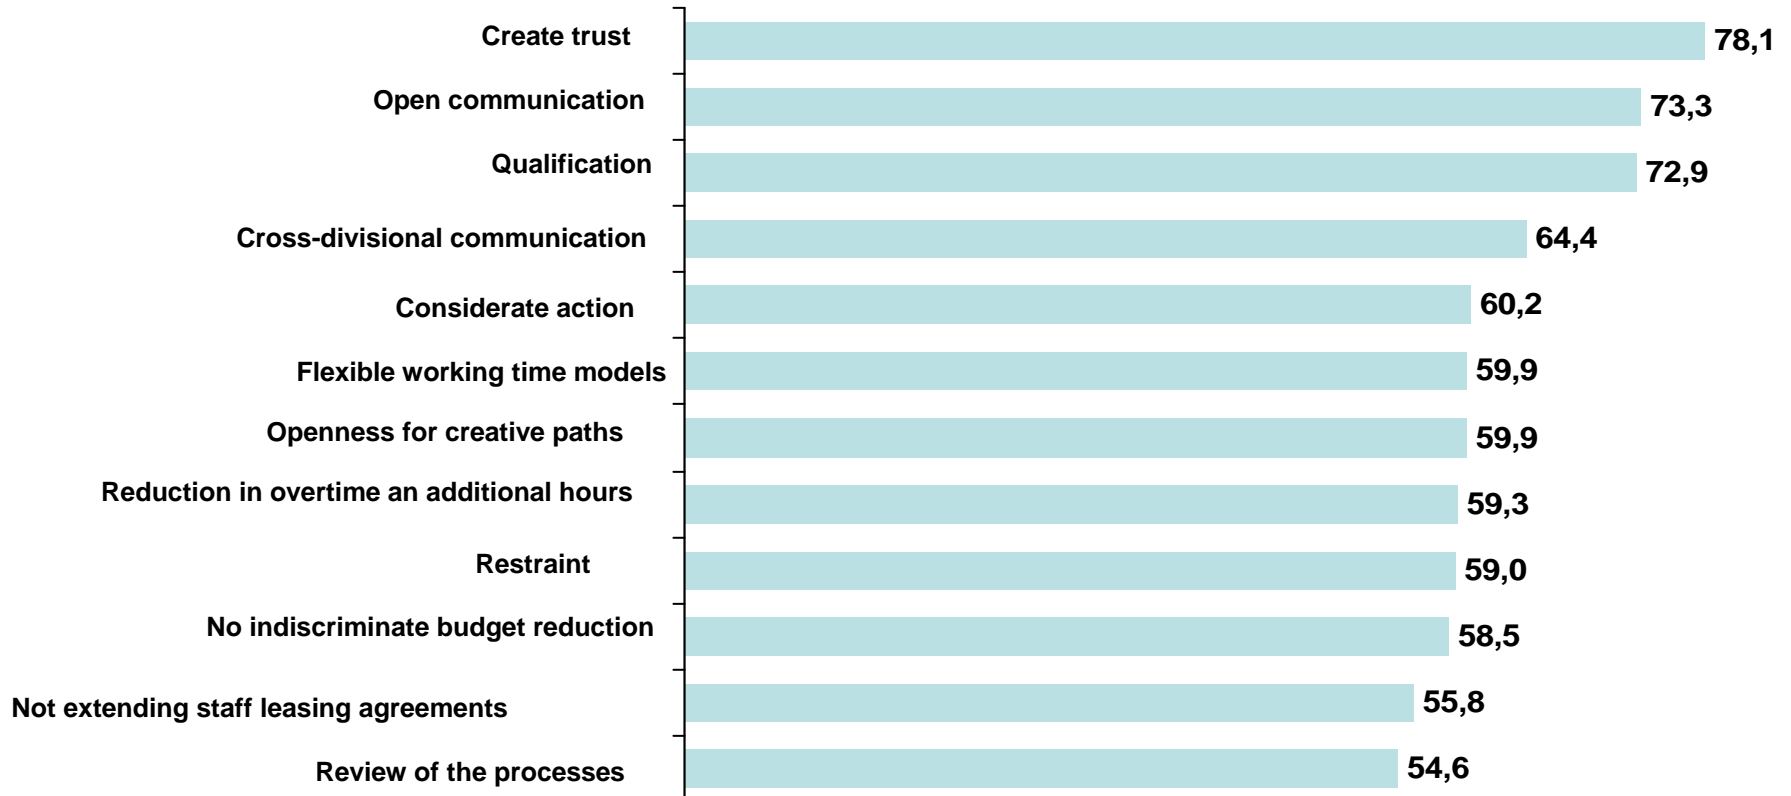 Create trust 78,1
Open communication 73,3
Qualification 72,9
Cross-divisional communication 64,4
Considerate action 60,2
Flexible working time models 59,9
Openness for creative paths 59,9
Reduction in overtime an additional hours 59,3
Restraint 59,0
No indiscriminate budget reduction 58,5
Not extending staff leasing agreements 55,8
Review of the processes 54,6